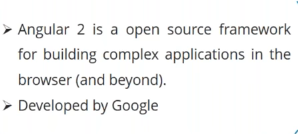 ➢ Angular 2 is a open source framework
for building complex applications in the
browser (and beyond).
➢ Developed by Google